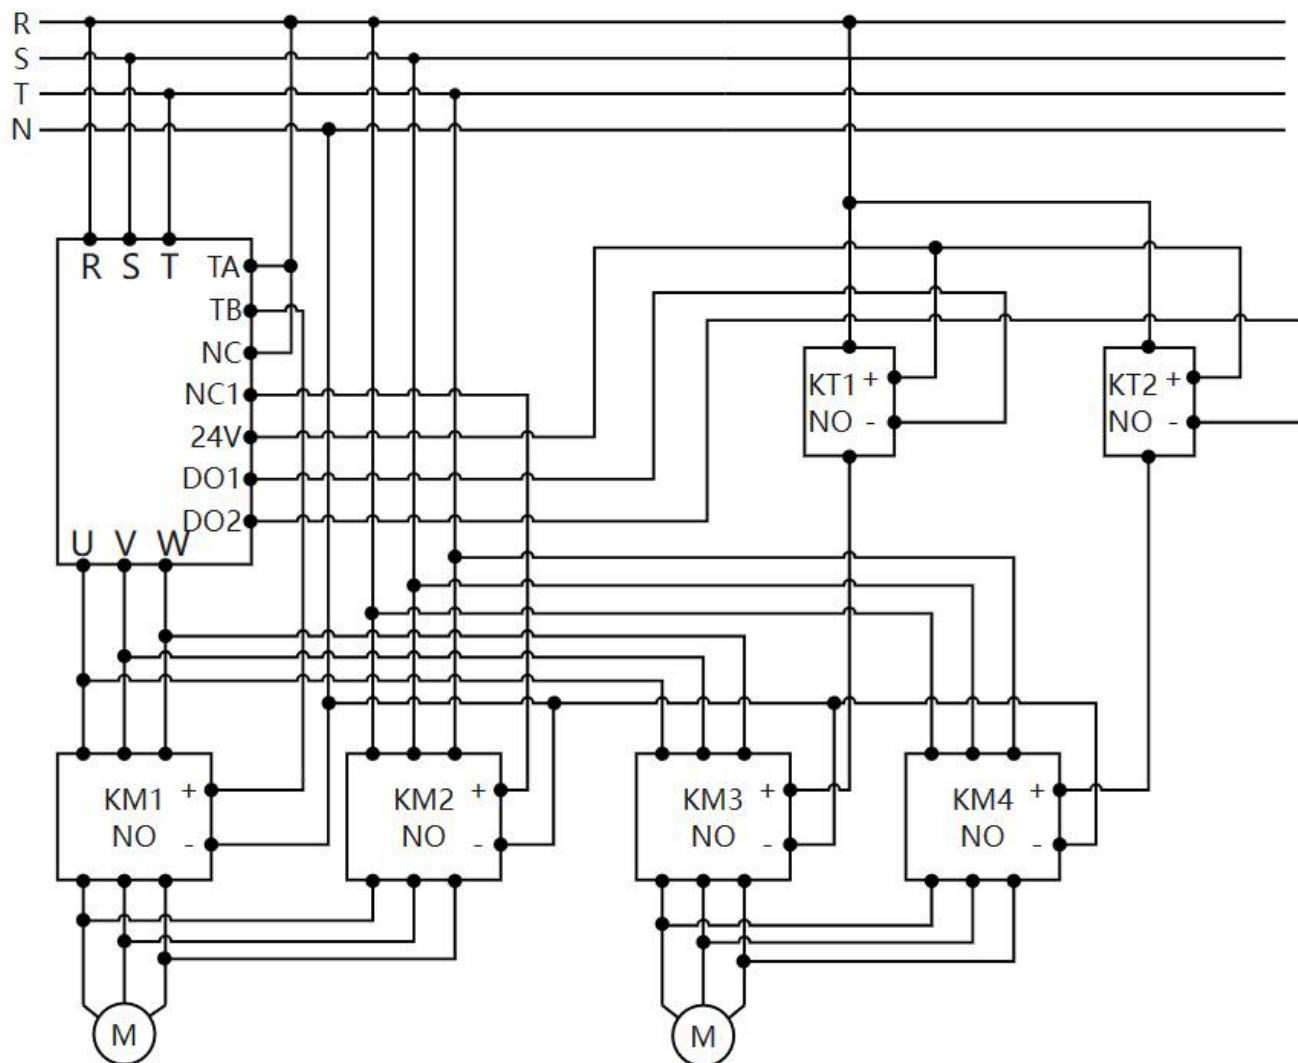 R
S
T
N
R S T
TA
TB
NC
NC1
24V
DO1
DO2
U V W
KT1 +
NO -
KT2 +
NO -
KM1 +
NO -
KM2 +
NO -
KM3 +
NO -
KM4 +
NO -
M
M